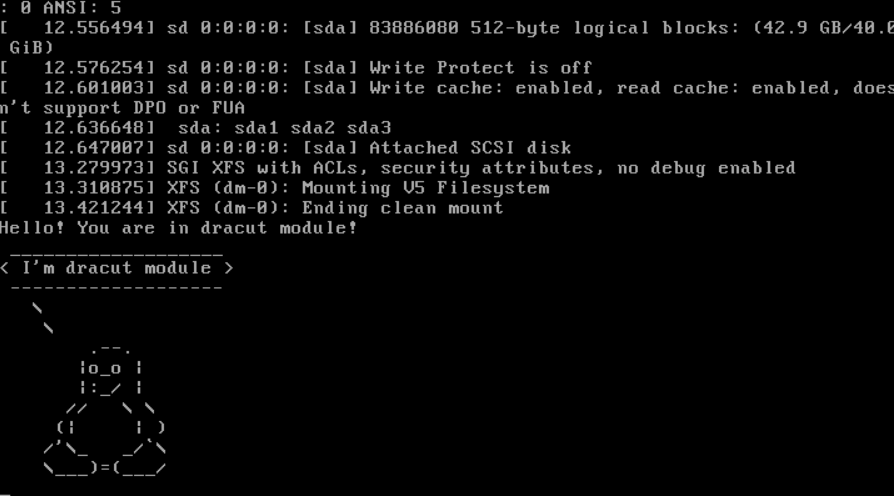 : 0 ANSI: 5
[   12.556494] sd 0:0:0:0: [sda] 83886080 512-byte logical blocks: (42.9 GB/40.0
 GiB)
[   12.576254] sd 0:0:0:0: [sda] Write Protect is off
[   12.601003] sd 0:0:0:0: [sda] Write cache: enabled, read cache: enabled, does
n't support DPO or FUA
[   12.636648]  sda: sda1 sda2 sda3
[   12.647007] sd 0:0:0:0: [sda] Attached SCSI disk
[   13.279973] SGI XFS with ACLs, security attributes, no debug enabled
[   13.310875] XFS (dm-0): Mounting V5 Filesystem
[   13.421244] XFS (dm-0): Ending clean mount
Hello! You are in dracut module!
 ___________________
< I'm dracut module >
 -------------------
   \
    \
        .--.
       |o_o |
       |:_/ |
      //   \ \
     (|     | )
    /'\_   _/`\
    \___)=(___/